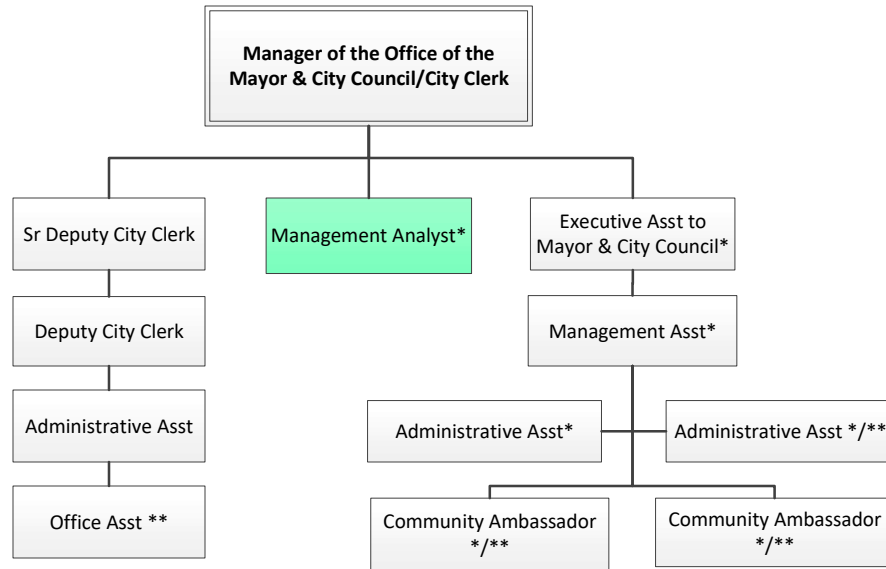 Manager of the Office of the
Mayor & City Council/City Clerk
Sr Deputy City Clerk
Management Analyst*
Executive Asst to
Mayor & City Council*
Deputy City Clerk
Management Asst*
Administrative Asst
Administrative Asst*
Administrative Asst */**
Office Asst **
Community Ambassador
*/**
Community Ambassador
*/**